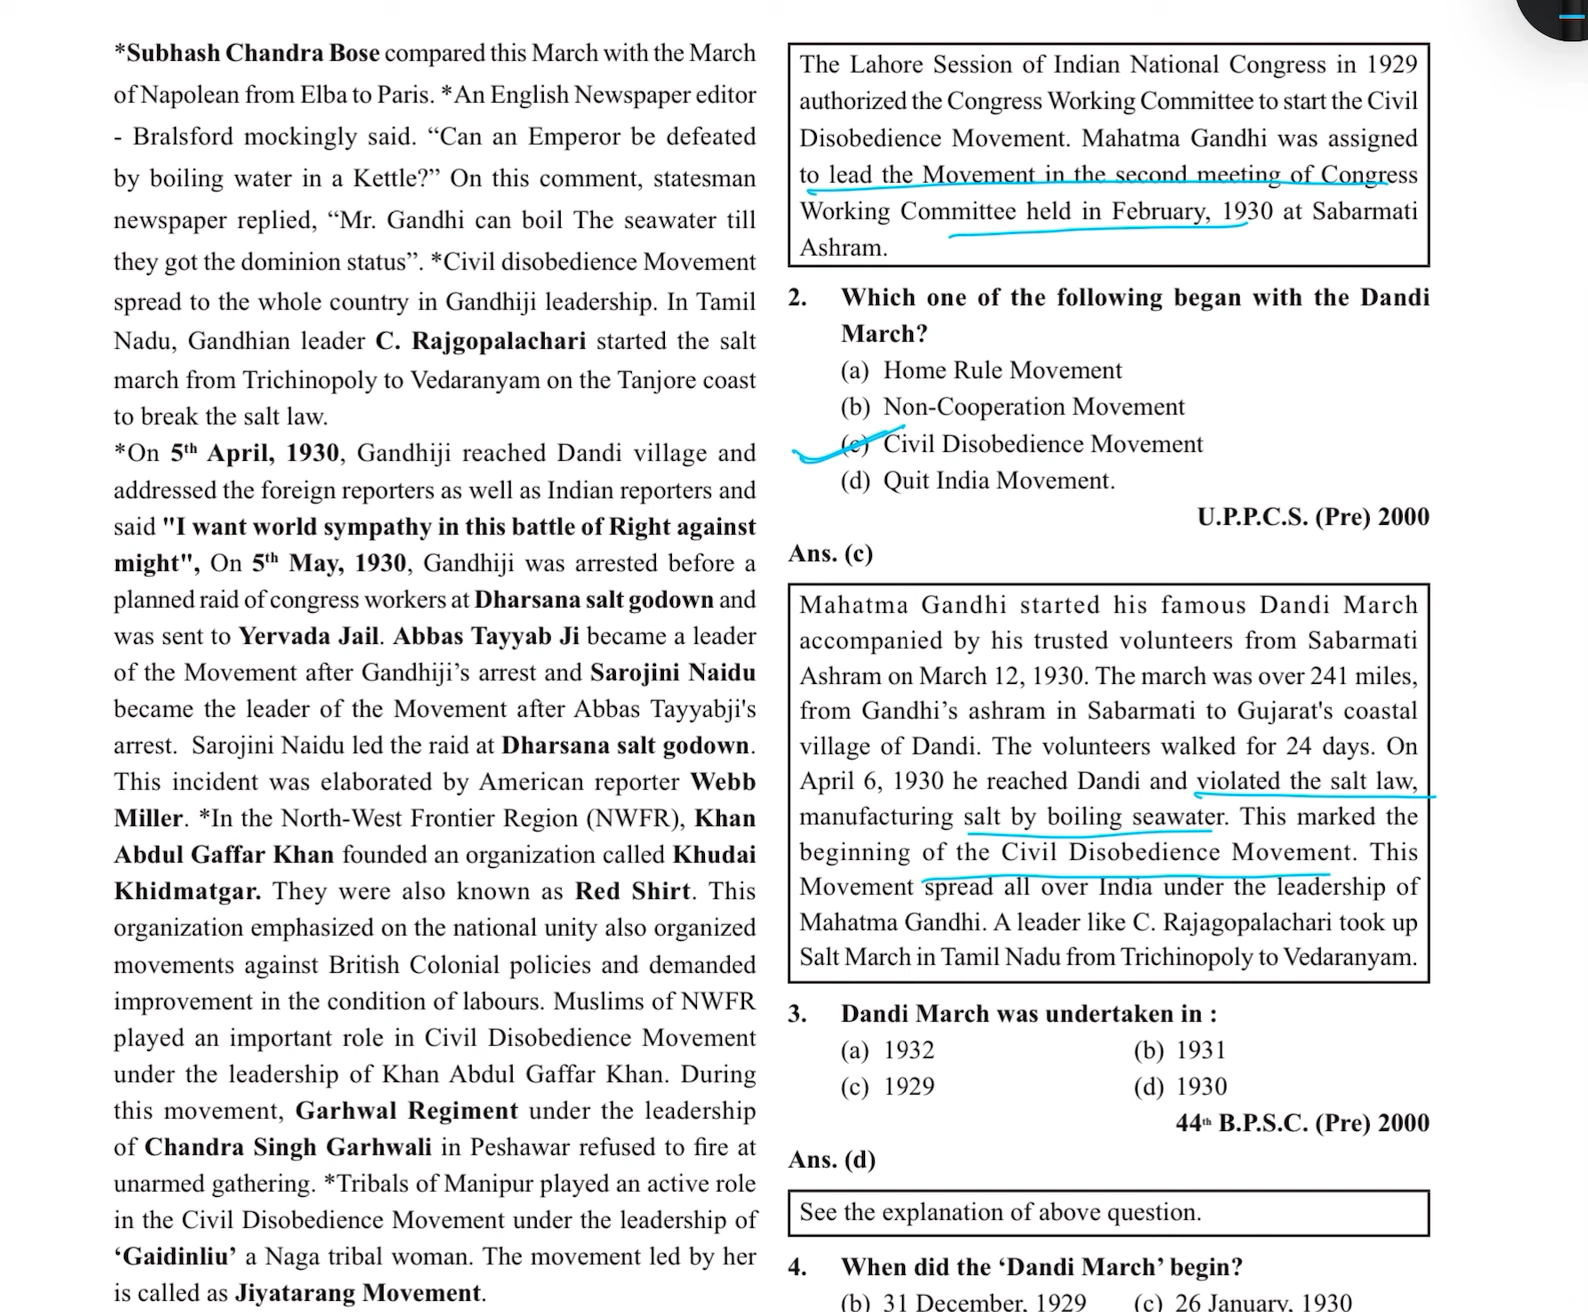 *Subhash Chandra Bose compared this March with the March
of Napolean from Elba to Paris. *An English Newspaper editor
- Bralsford mockingly said. “Can an Emperor be defeated
by boiling water in a Kettle?” On this comment, statesman
newspaper replied, “Mr. Gandhi can boil The seawater till
they got the dominion status”. *Civil disobedience Movement
spread to the whole country in Gandhiji leadership. In Tamil
Nadu, Gandhian leader C. Rajgopalachari started the salt
march from Trichinopoly to Vedaranyam on the Tanjore coast
to break the salt law.
*On 5th April, 1930, Gandhiji reached Dandi village and
addressed the foreign reporters as well as Indian reporters and
said "I want world sympathy in this battle of Right against
might", On 5th May, 1930, Gandhiji was arrested before a
planned raid of congress workers at Dharsana salt godown and
was sent to Yervada Jail. Abbas Tayyab Ji became a leader
of the Movement after Gandhiji’s arrest and Sarojini Naidu
became the leader of the Movement after Abbas Tayyabji's
arrest. Sarojini Naidu led the raid at Dharsana salt godown.
This incident was elaborated by American reporter Webb
Miller. *In the North-West Frontier Region (NWFR), Khan
Abdul Gaffar Khan founded an organization called Khudai
Khidmatgar. They were also known as Red Shirt. This
organization emphasized on the national unity also organized
movements against British Colonial policies and demanded
improvement in the condition of labours. Muslims of NWFR
played an important role in Civil Disobedience Movement
under the leadership of Khan Abdul Gaffar Khan. During
this movement, Garhwal Regiment under the leadership
of Chandra Singh Garhwali in Peshawar refused to fire at
unarmed gathering. *Tribals of Manipur played an active role
in the Civil Disobedience Movement under the leadership of
‘Gaidinliu’ a Naga tribal woman. The movement led by her
is called as Jiyatarang Movement.
The Lahore Session of Indian National Congress in 1929
authorized the Congress Working Committee to start the Civil
Disobedience Movement. Mahatma Gandhi was assigned
to lead the Movement in the second meeting of Congress
Working Committee held in February, 1930 at Sabarmati
Ashram.
2. Which one of the following began with the Dandi
March?
(a) Home Rule Movement
(b) Non-Cooperation Movement
(c) Civil Disobedience Movement
(d) Quit India Movement.
U.P.P.C.S. (Pre) 2000
Ans. (c)
Mahatma Gandhi started his famous Dandi March
accompanied by his trusted volunteers from Sabarmati
Ashram on March 12, 1930. The march was over 241 miles,
from Gandhi’s ashram in Sabarmati to Gujarat's coastal
village of Dandi. The volunteers walked for 24 days. On
April 6, 1930 he reached Dandi and violated the salt law,
manufacturing salt by boiling seawater. This marked the
beginning of the Civil Disobedience Movement. This
Movement spread all over India under the leadership of
Mahatma Gandhi. A leader like C. Rajagopalachari took up
Salt March in Tamil Nadu from Trichinopoly to Vedaranyam.
3. Dandi March was undertaken in :
(a) 1932 (b) 1931
(c) 1929 (d) 1930
44th B.P.S.C. (Pre) 2000
Ans. (d)
See the explanation of above question.
4. When did the ‘Dandi March’ begin?
(b) 31 December, 1929 (c) 26 January, 1930